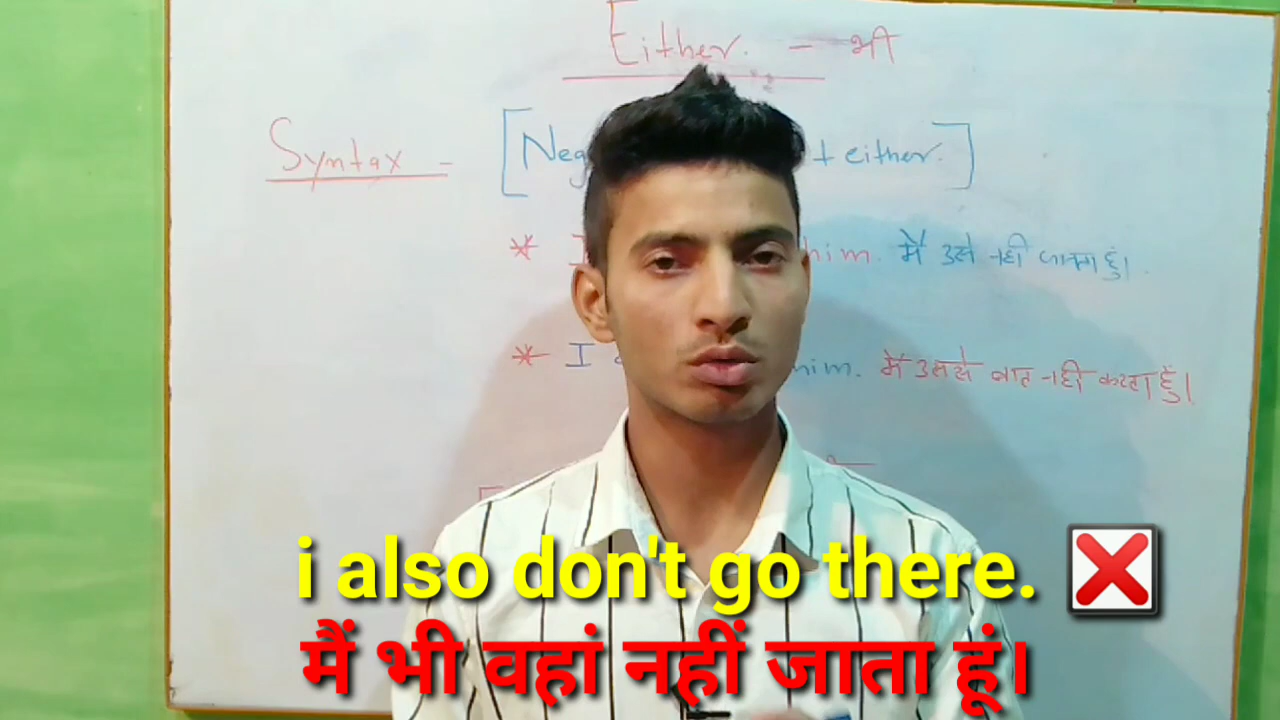 Either. - भी
Syntax - [Neg + either.]
* I him. मैं उसे नही जानता हुं।
* I him. मैं उससे बात नही करता हुं।
i also don't go there. ❌
मैं भी वहां नहीं जाता हूं।